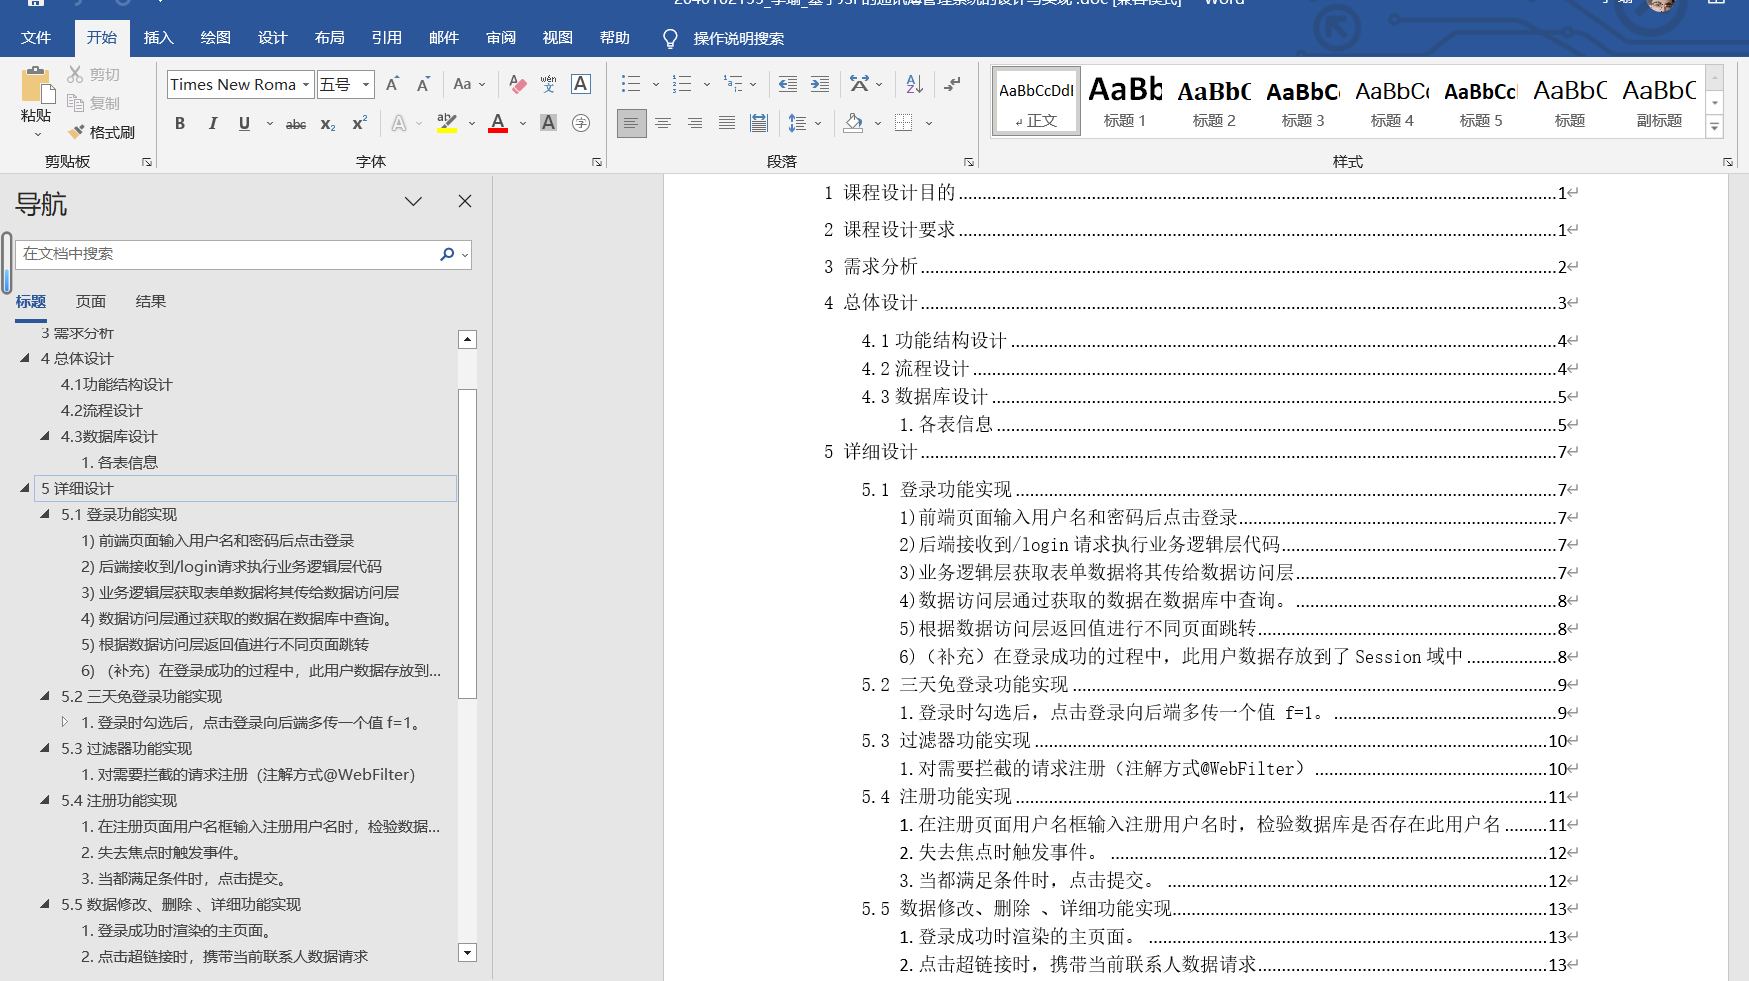 文件 开始 插入 绘图 设计 布局 引用 邮件 审阅 视图 帮助 操作说明搜索
粘贴 剪切 复制 格式刷
Times New Roma 五号
AaBbCcDdI AaBb AaBbC AaBbC AaBbC AaBbCc AaBbC AaBbC
正文 标题 1 标题 2 标题 3 标题 4 标题 5 标题 副标题
剪贴板 字体 段落 样式
导航
在文档中搜索
标题 页面 结果
3 需求分析
4 总体设计
4.1功能结构设计
4.2流程设计
4.3数据库设计
1. 各表信息
5 详细设计
5.1 登录功能实现
1) 前端页面输入用户名和密码后点击登录
2) 后端接收到/login请求执行业务逻辑层代码
3) 业务逻辑层获取表单数据将其传给数据访问层
4) 数据访问层通过获取的数据在数据库中查询。
5) 根据数据访问层返回值进行不同页面跳转
6) （补充）在登录成功的过程中，此用户数据存放到...
5.2 三天免登录功能实现
1. 登录时勾选后，点击登录向后端多传一个值 f=1。
5.3 过滤器功能实现
1. 对需要拦截的请求注册（注解方式@WebFilter）
5.4 注册功能实现
1. 在注册页面用户名框输入注册用户名时，检验数据...
2. 失去焦点时触发事件。
3. 当都满足条件时，点击提交。
5.5 数据修改、删除 、详细功能实现
1. 登录成功时渲染的主页面。
2. 点击超链接时，携带当前联系人数据请求
1 课程设计目的 1
2 课程设计要求 1
3 需求分析 2
4 总体设计 3
4.1功能结构设计 4
4.2流程设计 4
4.3数据库设计 5
1.各表信息 5
5 详细设计 7
5.1 登录功能实现 7
1)前端页面输入用户名和密码后点击登录 7
2)后端接收到/login 请求执行业务逻辑层代码 7
3)业务逻辑层获取表单数据将其传给数据访问层 7
4)数据访问层通过获取的数据在数据库中查询。 8
5)根据数据访问层返回值进行不同页面跳转 8
6)（补充）在登录成功的过程中，此用户数据存放到了 Session 域中 8
5.2 三天免登录功能实现 9
1.登录时勾选后，点击登录向后端多传一个值 f=1。 9
5.3 过滤器功能实现 10
1.对需要拦截的请求注册（注解方式@WebFilter） 10
5.4 注册功能实现 11
1.在注册页面用户名框输入注册用户名时，检验数据库是否存在此用户名 11
2.失去焦点时触发事件。 12
3.当都满足条件时，点击提交。 12
5.5 数据修改、删除 、详细功能实现 13
1.登录成功时渲染的主页面。 13
2.点击超链接时，携带当前联系人数据请求 13